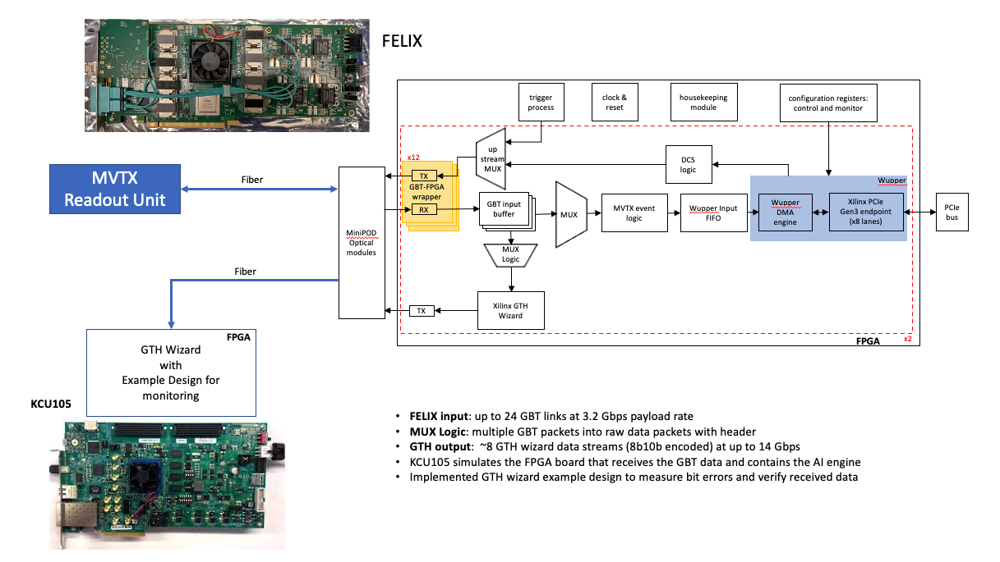 FELIX
trigger
process
clock &
reset
housekeeping
module
configuration registers:
control and monitor
MVTX
Readout Unit
Fiber
MiniPOD
Optical
modules
x12
TX
GBT-FPGA
wrapper
RX
up
stream
MUX
GBT input
buffer
MUX
Logic
MUX
DCS
logic
MVTX event
logic
Wupper Input
FIFO
Wupper
Wupper
DMA
engine
Xilinx PCIe
Gen3 endpoint
(x8 lanes)
PCIe
bus
Fiber
TX
Xilinx GTH
Wizard
FPGA
x2
FPGA
GTH Wizard
with
Example Design for
monitoring
KCU105
• FELIX input: up to 24 GBT links at 3.2 Gbps payload rate
• MUX Logic: multiple GBT packets into raw data packets with header
• GTH output: ~8 GTH wizard data streams (8b10b encoded) at up to 14 Gbps
• KCU105 simulates the FPGA board that receives the GBT data and contains the AI engine
• Implemented GTH wizard example design to measure bit errors and verify received data